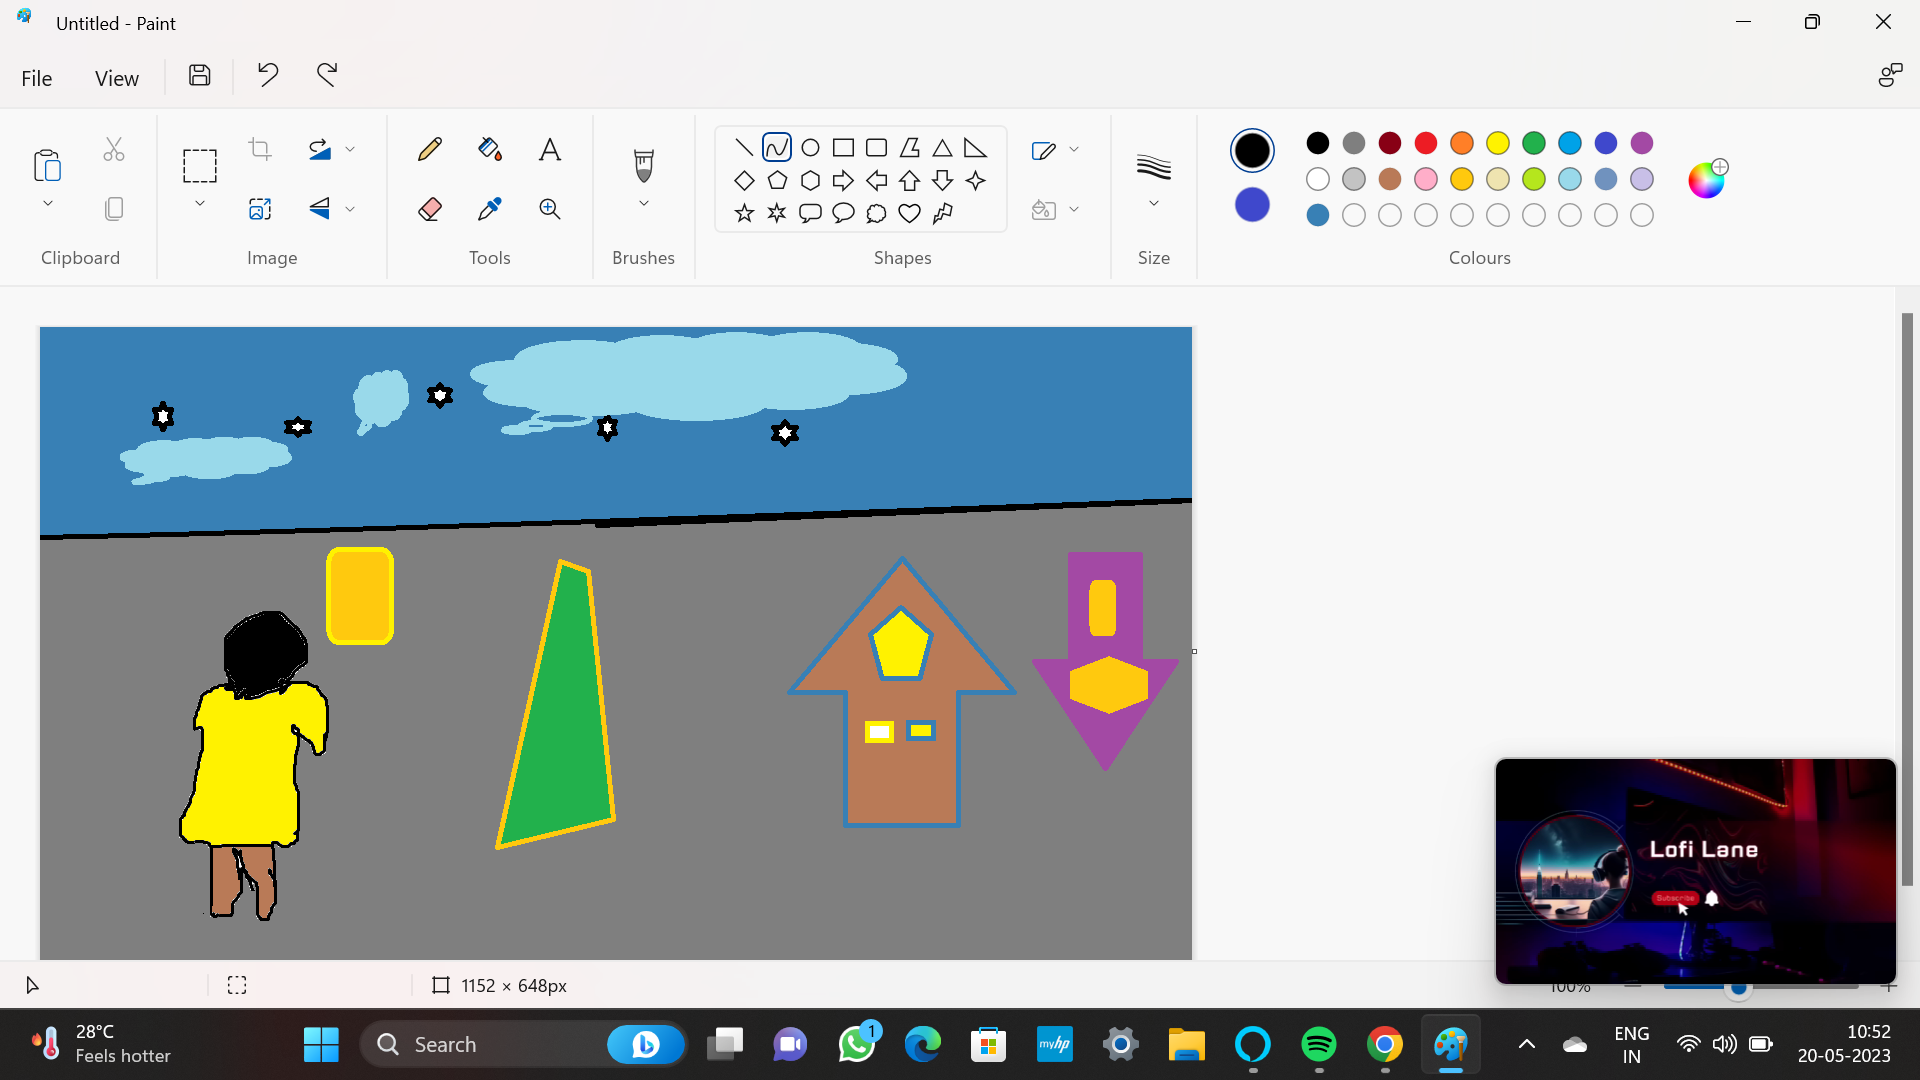 Untitled - Paint
File View
Clipboard
Image
Tools
Brushes
Shapes
Size
Colours
Lofi Lane
Subscribe
1152 × 648px
100%
28°C
Feels hotter
Search
1
myhp
ENG
IN
10:52
20-05-2023